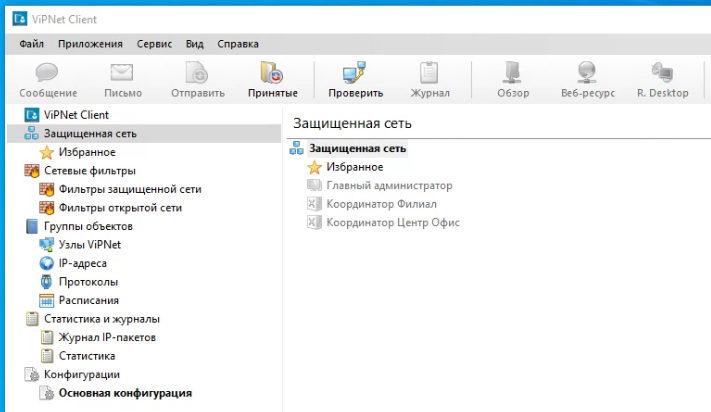 ViPNet Client
Файл Приложения Сервис Вид Справка
Сообщение Письмо Отправить Принятые Проверить Журнал Обзор Веб-ресурс R. Desktop
ViPNet Client
Защищенная сеть
Избранное
Сетевые фильтры
Фильтры защищенной сети
Фильтры открытой сети
Группы объектов
Узлы ViPNet
IP-адреса
Протоколы
Расписания
Статистика и журналы
Журнал IP-пакетов
Статистика
Конфигурации
Основная конфигурация
Защищенная сеть
Защищенная сеть
Избранное
Главный администратор
Координатор Филиал
Координатор Центр Офис